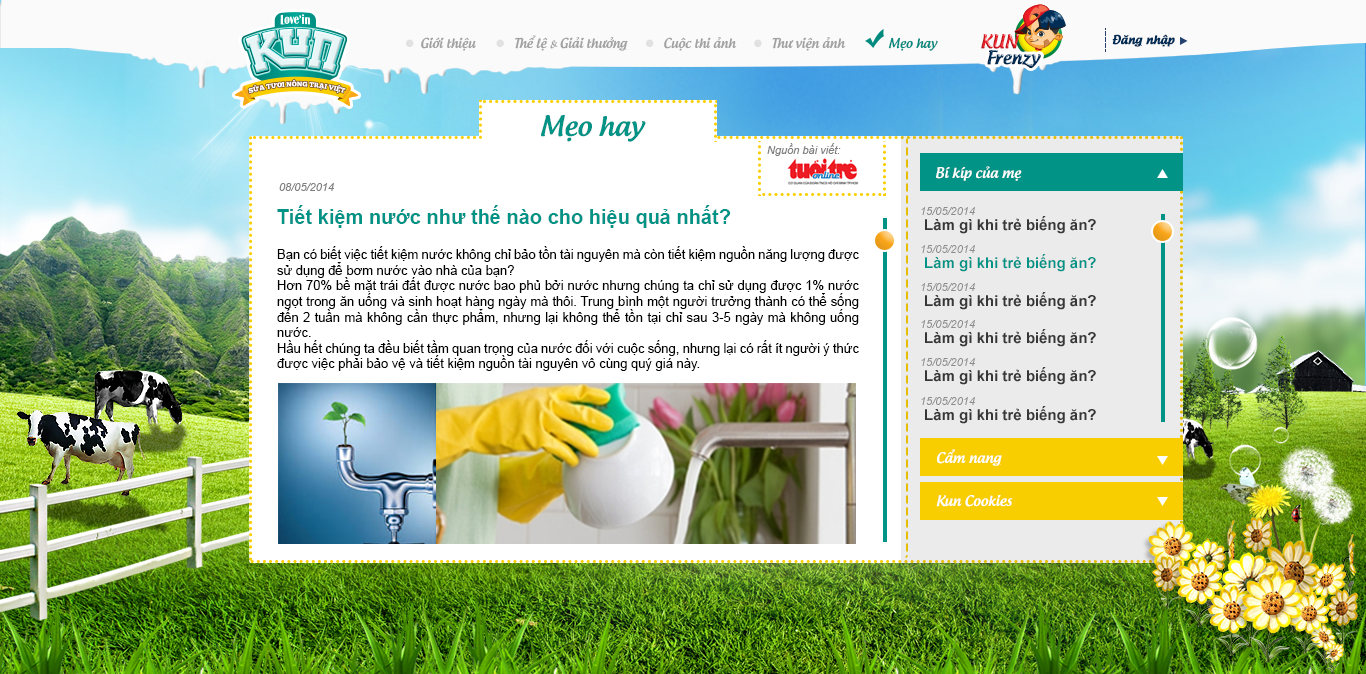 love'in
Kun
SỮA TƯƠI NÔNG TRẠI VIỆT
Giới thiệu
Thể lệ & Giải thưởng
Cuộc thi ảnh
Thư viện ảnh
Mẹo hay
KUN
Frenzy
Đăng nhập
Mẹo hay
Nguồn bài viết:
tuổi trẻ
online
08/05/2014
Tiết kiệm nước như thế nào cho hiệu quả nhất?
Bạn có biết việc tiết kiệm nước không chỉ bảo tồn tài nguyên mà còn tiết kiệm nguồn năng lượng được
sử dụng để bơm nước vào nhà của bạn?
Hơn 70% bề mặt trái đất được nước bao phủ bởi nước nhưng chúng ta chỉ sử dụng được 1% nước
ngọt trong ăn uống và sinh hoạt hàng ngày mà thôi. Trung bình một người trưởng thành có thể sống
đến 2 tuần mà không cần thực phẩm, nhưng lại không thể tồn tại chỉ sau 3-5 ngày mà không uống
nước.
Hầu hết chúng ta đều biết tầm quan trọng của nước đối với cuộc sống, nhưng lại có rất ít người ý thức
được việc phải bảo vệ và tiết kiệm nguồn tài nguyên vô cùng quý giá này.
Bí kíp của mẹ
15/05/2014
Làm gì khi trẻ biếng ăn?
15/05/2014
Làm gì khi trẻ biếng ăn?
15/05/2014
Làm gì khi trẻ biếng ăn?
15/05/2014
Làm gì khi trẻ biếng ăn?
15/05/2014
Làm gì khi trẻ biếng ăn?
15/05/2014
Làm gì khi trẻ biếng ăn?
Cẩm nang
Kun Cookies